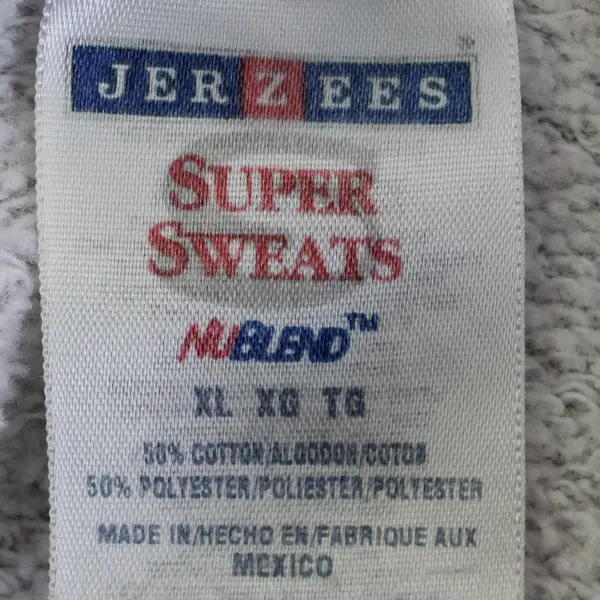 JERZEES®
SUPER
SWEATS
NUBLEND™
XL XG TG
50% COTTON/ALGODON/COTON
50% POLYESTER/POLIESTER/POLYESTER
MADE IN/HECHO EN/FABRIQUE AUX
MEXICO